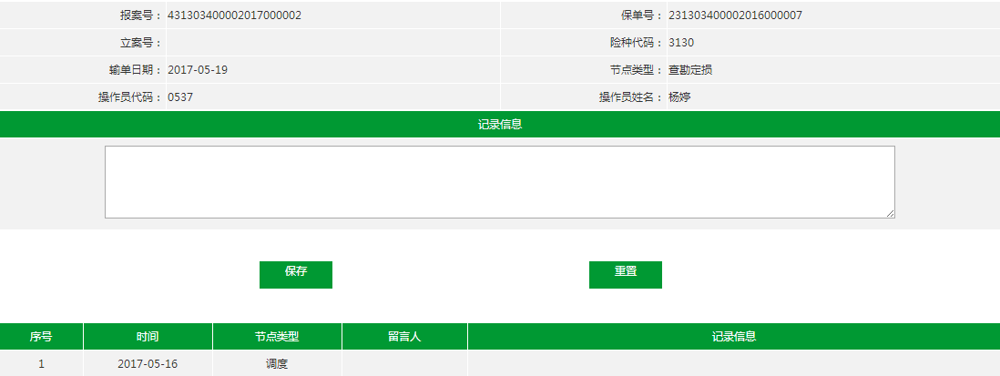 报案号： 431303400002017000002 保单号： 231303400002016000007
立案号： 险种代码： 3130
输单日期： 2017-05-19 节点类型： 查勘定损
操作员代码： 0537 操作员姓名： 杨婷
记录信息
保存 重置
序号 时间 节点类型 留言人 记录信息
1 2017-05-16 调度